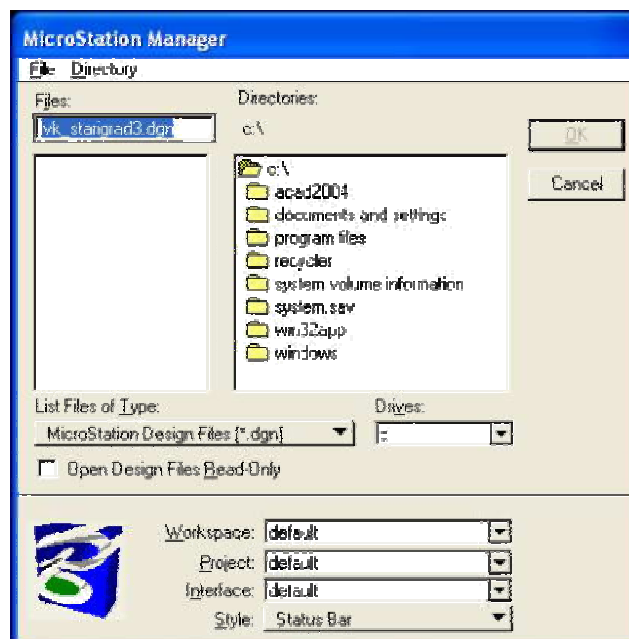 MicroStation Manager
File Directory
Files:
vk_starigrad3.dgn
Directories:
c:\
OK
Cancel
c:\
acad2004
documents and settings
program files
recycler
system volume information
system.sav
win32app
windows
List Files of Type:
MicroStation Design Files [*.dgn]
Drives:
Open Design Files Read-Only
Workspace: default
Project: default
Interface: default
Style: Status Bar